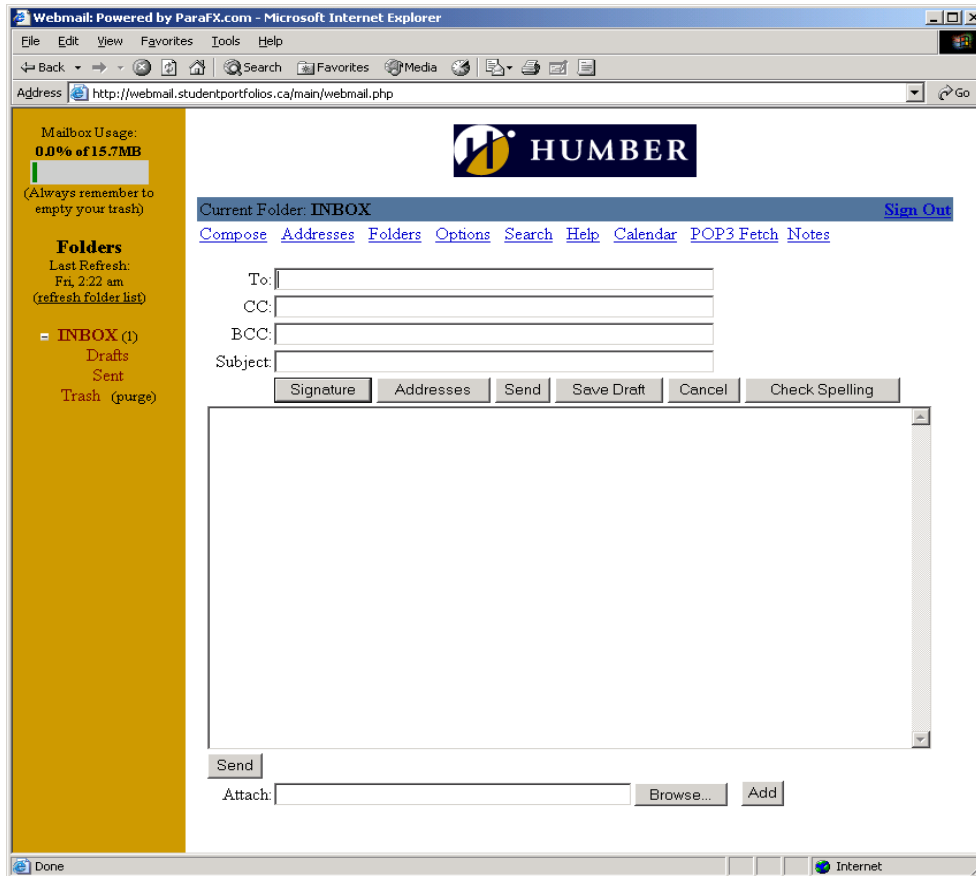 Webmail: Powered by ParaFX.com - Microsoft Internet Explorer
File Edit View Favorites Tools Help
Back Search Favorites Media
Address http://webmail.studentportfolios.ca/main/webmail.php Go
Mailbox Usage:
0.0% of 15.7MB
(Always remember to
empty your trash)
Folders
Last Refresh:
Fri, 2:22 am
(refresh folder list)
INBOX (1)
Drafts
Sent
Trash (purge)
HUMBER
Current Folder: INBOX Sign Out
Compose Addresses Folders Options Search Help Calendar POP3 Fetch Notes
To:
CC:
BCC:
Subject:
Signature Addresses Send Save Draft Cancel Check Spelling
Send
Attach: Browse... Add
Done Internet